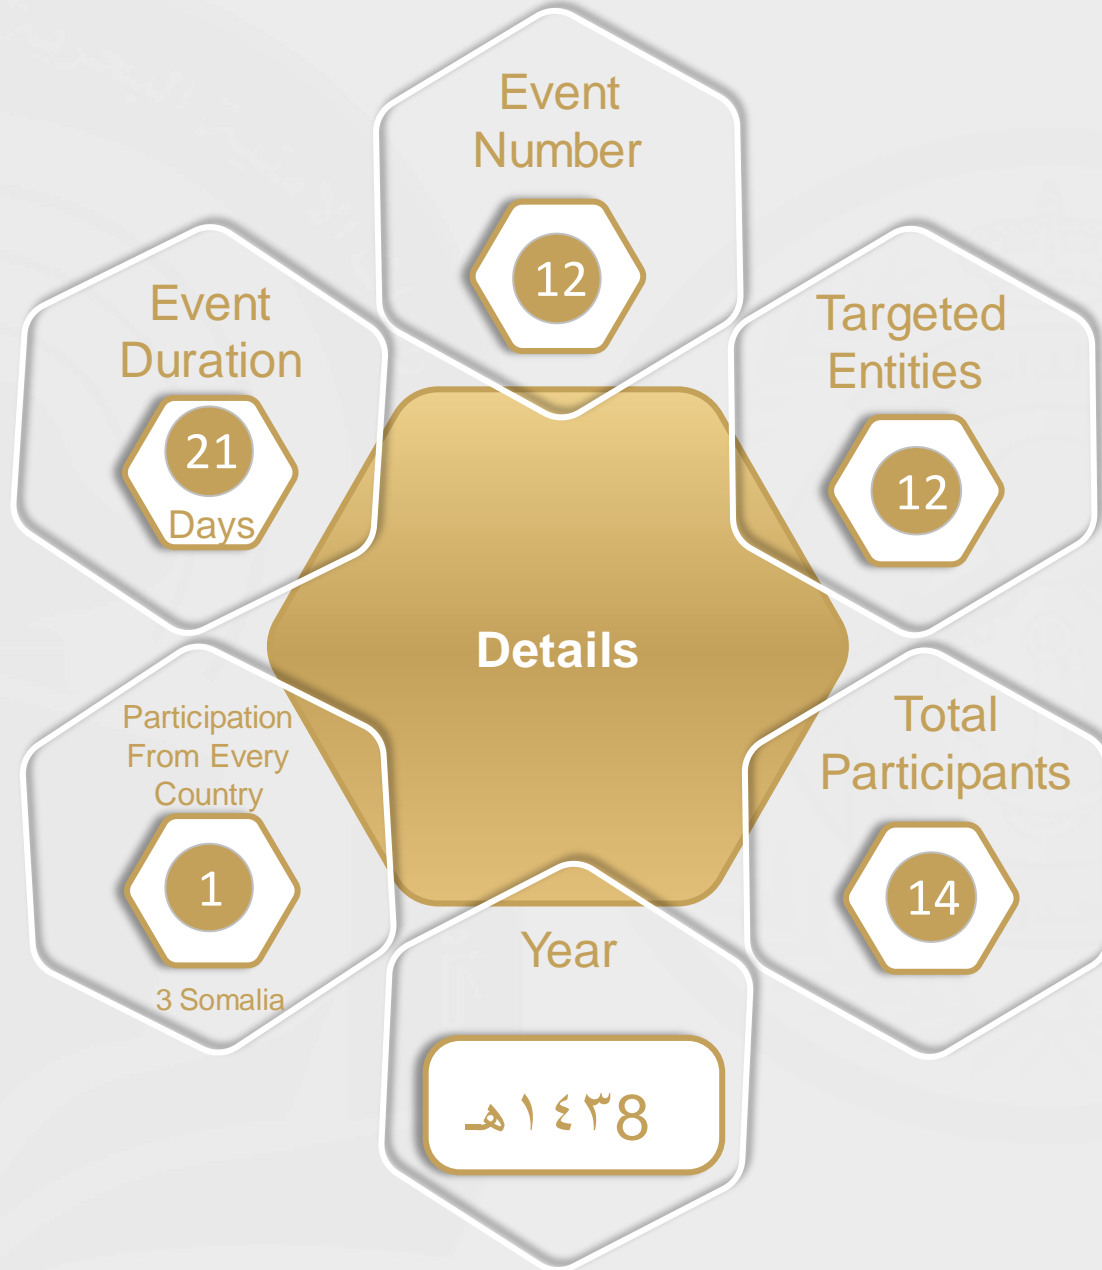 Event
Number
12
Event
Duration
21
Days
Targeted
Entities
12
Details
Participation
From Every
Country
1
3 Somalia
Total
Participants
14
Year
١٤٣8هـ